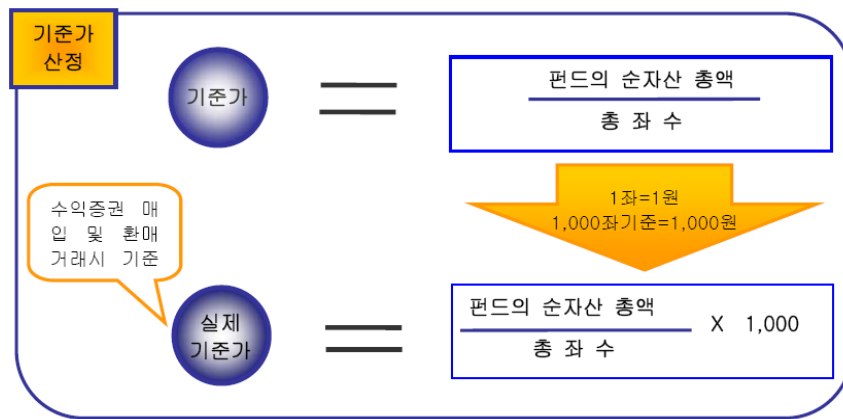 기준가
산정
기준가
펀드의 순자산 총액
총 좌 수
1좌=1원
1,000좌기준=1,000원
수익증권 매
입 및 환매
거래시 기준
실제
기준가
펀드의 순자산 총액
총 좌 수
X 1,000